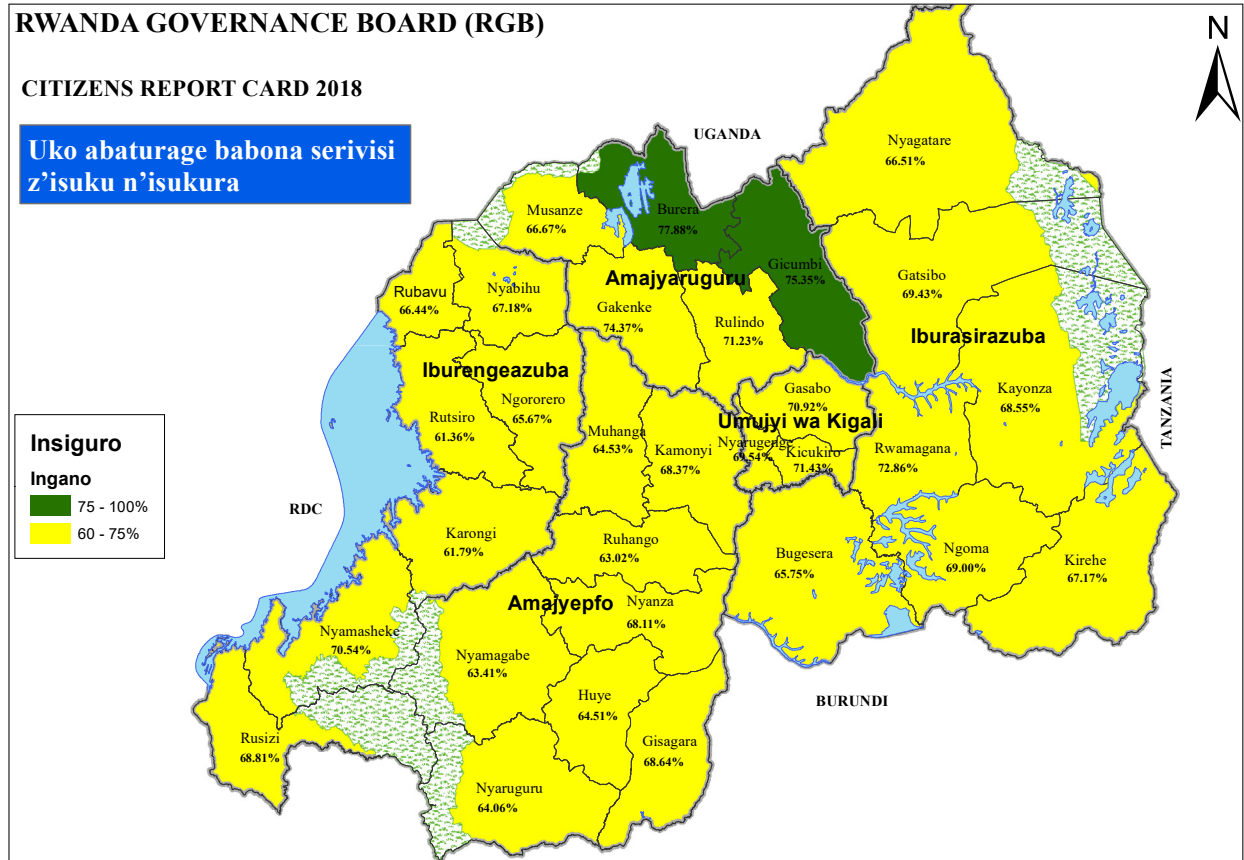 RWANDA GOVERNANCE BOARD (RGB)
CITIZENS REPORT CARD 2018
Uko abaturage babona serivisi
z'isuku n'isukura
N
UGANDA
TANZANIA
RDC
BURUNDI
Nyagatare
66.51%
Musanze
66.67%
Burera
77.88%
Gicumbi
75.35%
Gatsibo
69.43%
Rubavu
66.44%
Nyabihu
67.18%
Amajyaruguru
Gakenke
74.37%
Rulindo
71.23%
Iburasirazuba
Kayonza
68.55%
Iburengeazuba
Rutsiro
61.36%
Ngororero
65.67%
Gasabo
70.92%
Umujyi wa Kigali
Nyarugenge
69.54%
Kicukiro
71.43%
Rwamagana
72.86%
Muhanga
64.53%
Kamonyi
68.37%
Karongi
61.79%
Ruhango
63.02%
Bugesera
65.75%
Ngoma
69.00%
Kirehe
67.17%
Amajyepfo
Nyanza
68.11%
Nyamasheke
70.54%
Nyamagabe
63.41%
Huye
64.51%
Gisagara
68.64%
Rusizi
68.81%
Nyaruguru
64.06%
Insiguro
Ingano
75 - 100%
60 - 75%